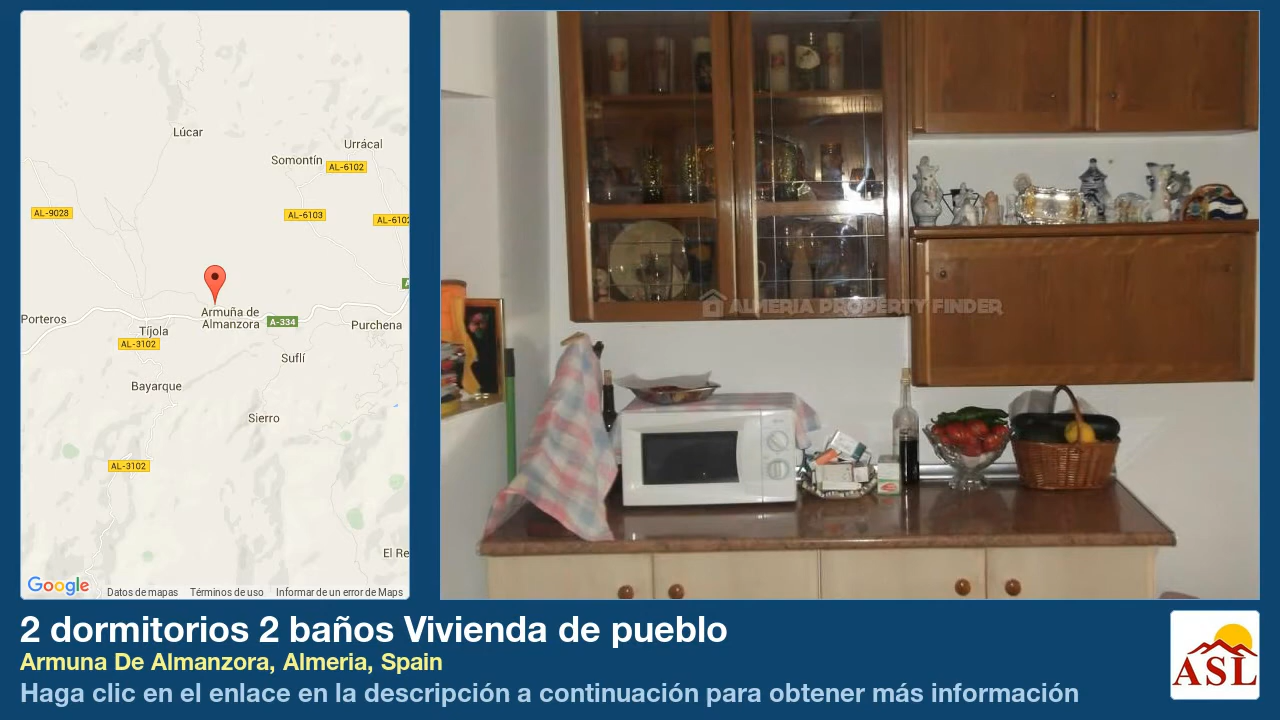 Lúcar
Urrácal
Somontín
AL-6102
AL-9028
AL-6103
AL-6102
Armuña de
Almanzora
A-334
Porteros
Tíjola
Purchena
AL-3102
Suflí
Bayarque
Sierro
AL-3102
El Re
Google
Datos de mapas
Términos de uso
Informar de un error de Maps
ALMERIA PROPERTY FINDER
2 dormitorios 2 baños Vivienda de pueblo
Armuna De Almanzora, Almeria, Spain
Haga clic en el enlace en la descripción a continuación para obtener más información
ASL